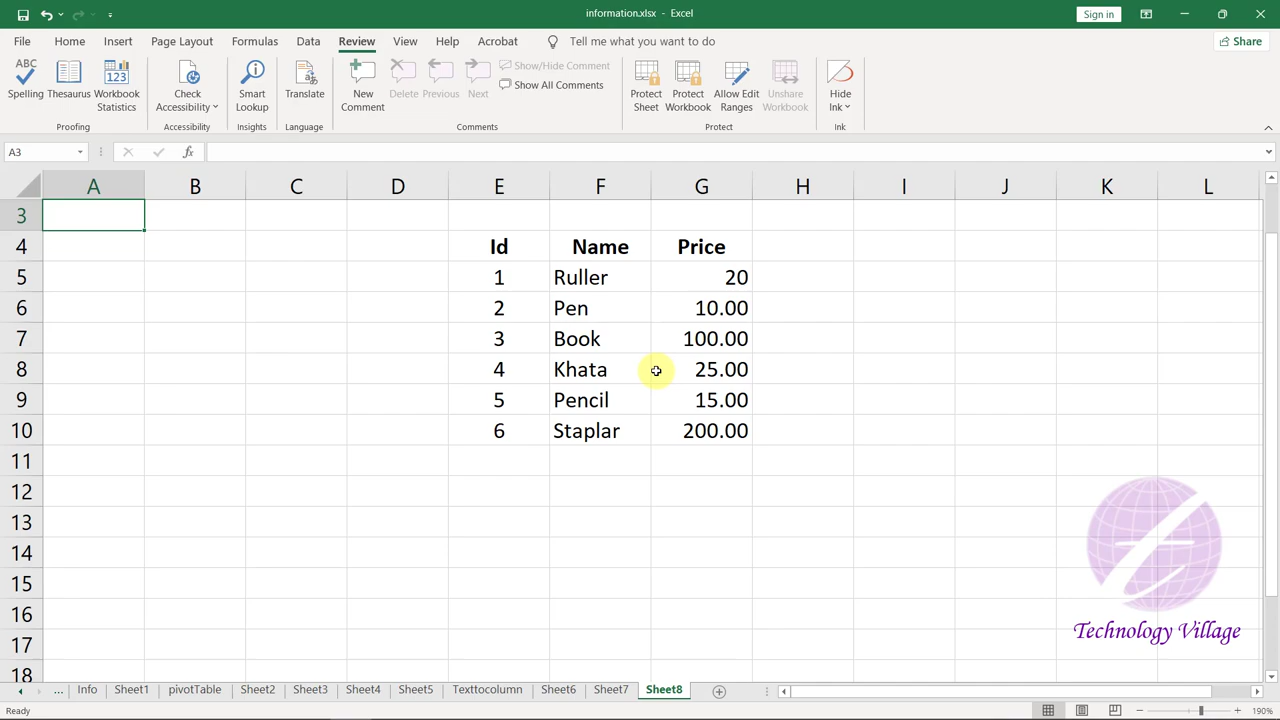 information.xlsx - Excel
Sign in
File Home Insert Page Layout Formulas Data Review View Help Acrobat Tell me what you want to do Share
ABC
Spelling
Thesaurus
123
Workbook
Statistics
Proofing
Check
Accessibility
Accessibility
Smart
Lookup
Insights
Translate
Language
New
Comment
Delete
Previous
Next
Show/Hide Comment
Show All Comments
Comments
Protect
Sheet
Protect
Workbook
Allow Edit
Ranges
Unshare
Workbook
Protect
Hide
Ink
Ink
A3 fx
A B C D E F G H I J K L
3
4 Id Name Price
5 1 Ruller 20
6 2 Pen 10.00
7 3 Book 100.00
8 4 Khata 25.00
9 5 Pencil 15.00
10 6 Staplar 200.00
11
12
13
14
15
16
17
18
Technology Village
... Info Sheet1 pivotTable Sheet2 Sheet3 Sheet4 Sheet5 Texttocolumn Sheet6 Sheet7 Sheet8
Ready 190%